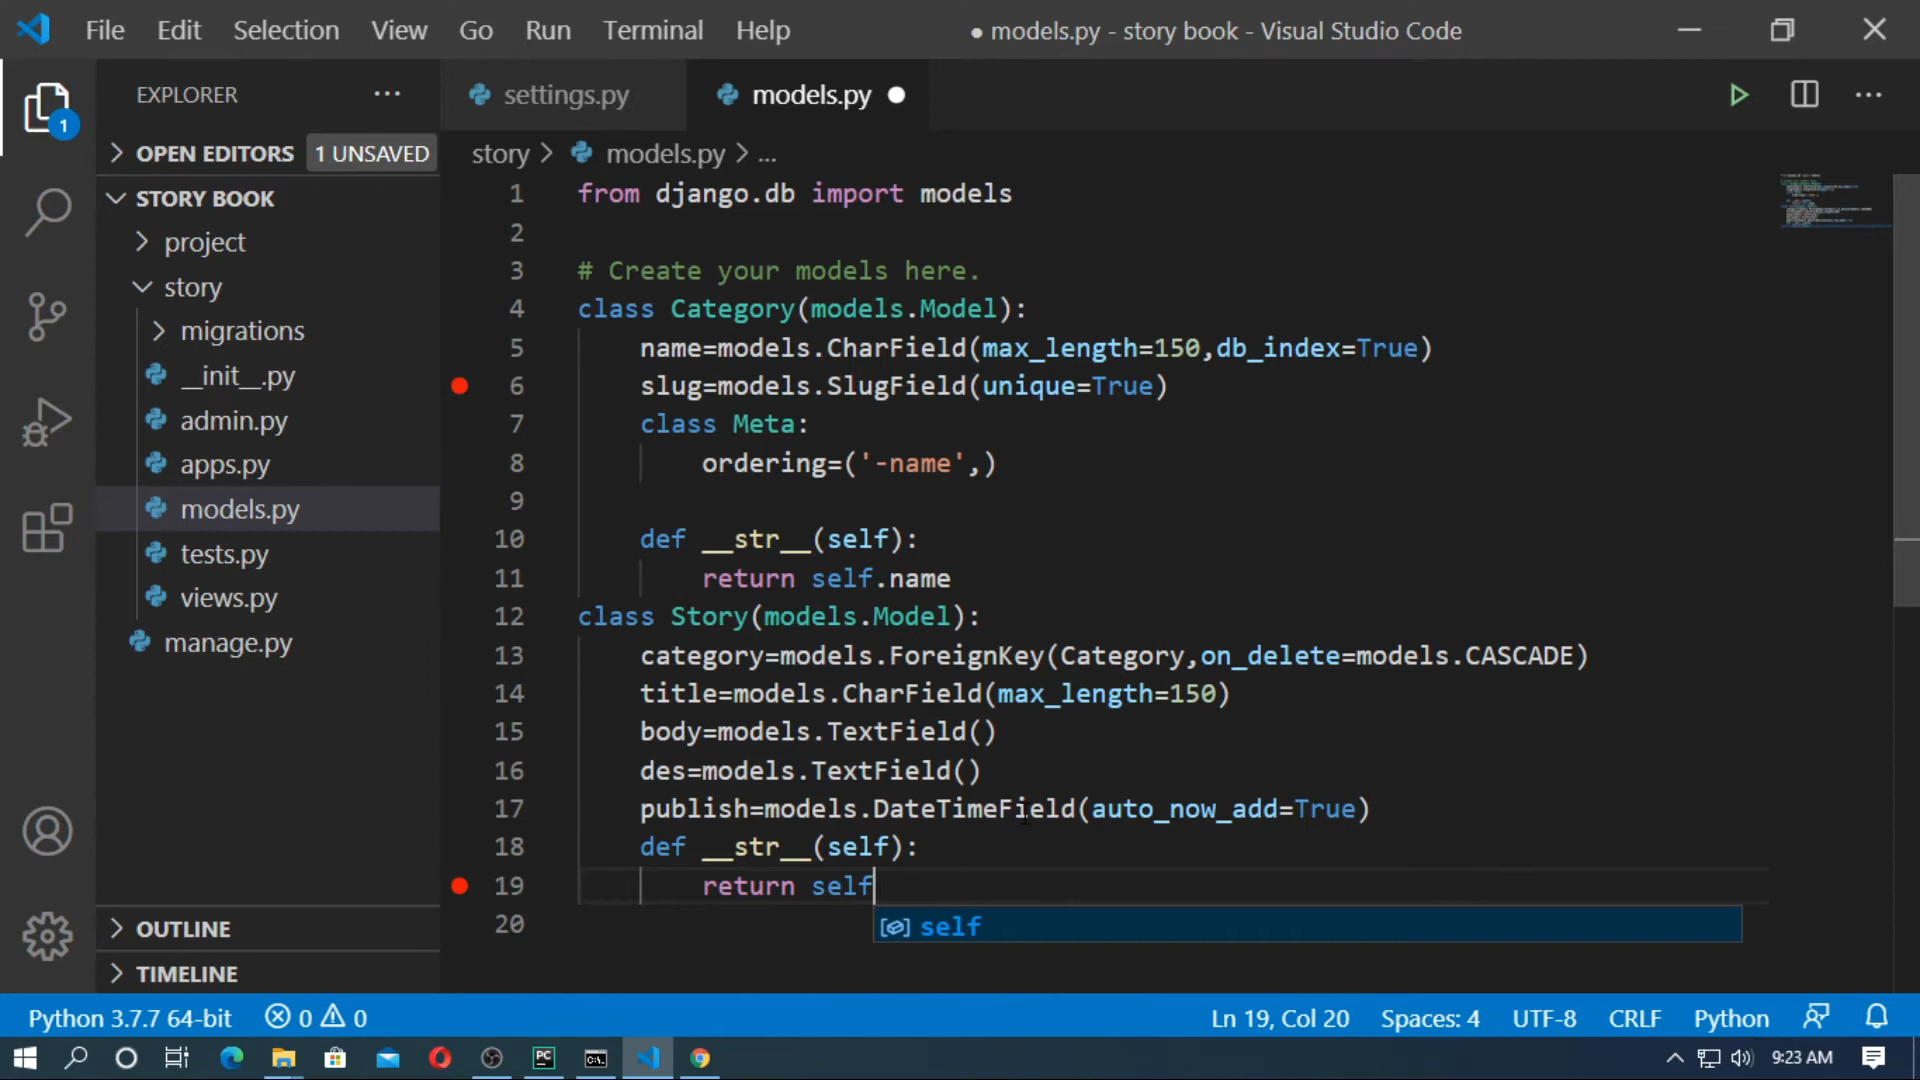 File Edit Selection View Go Run Terminal Help ● models.py - story book - Visual Studio Code
EXPLORER ...
settings.py
models.py
1
OPEN EDITORS 1 UNSAVED
STORY BOOK
project
story
migrations
__init__.py
admin.py
apps.py
models.py
tests.py
views.py
manage.py
OUTLINE
TIMELINE
story > models.py > ...
1 from django.db import models
2
3 # Create your models here.
4 class Category(models.Model):
5 name=models.CharField(max_length=150,db_index=True)
6 slug=models.SlugField(unique=True)
7 class Meta:
8 ordering=('-name',)
9
10 def __str__(self):
11 return self.name
12 class Story(models.Model):
13 category=models.ForeignKey(Category,on_delete=models.CASCADE)
14 title=models.CharField(max_length=150)
15 body=models.TextField()
16 des=models.TextField()
17 publish=models.DateTimeField(auto_now_add=True)
18 def __str__(self):
19 return self
20
self
Python 3.7.7 64-bit 0 0 Ln 19, Col 20 Spaces: 4 UTF-8 CRLF Python
PC
9:23 AM